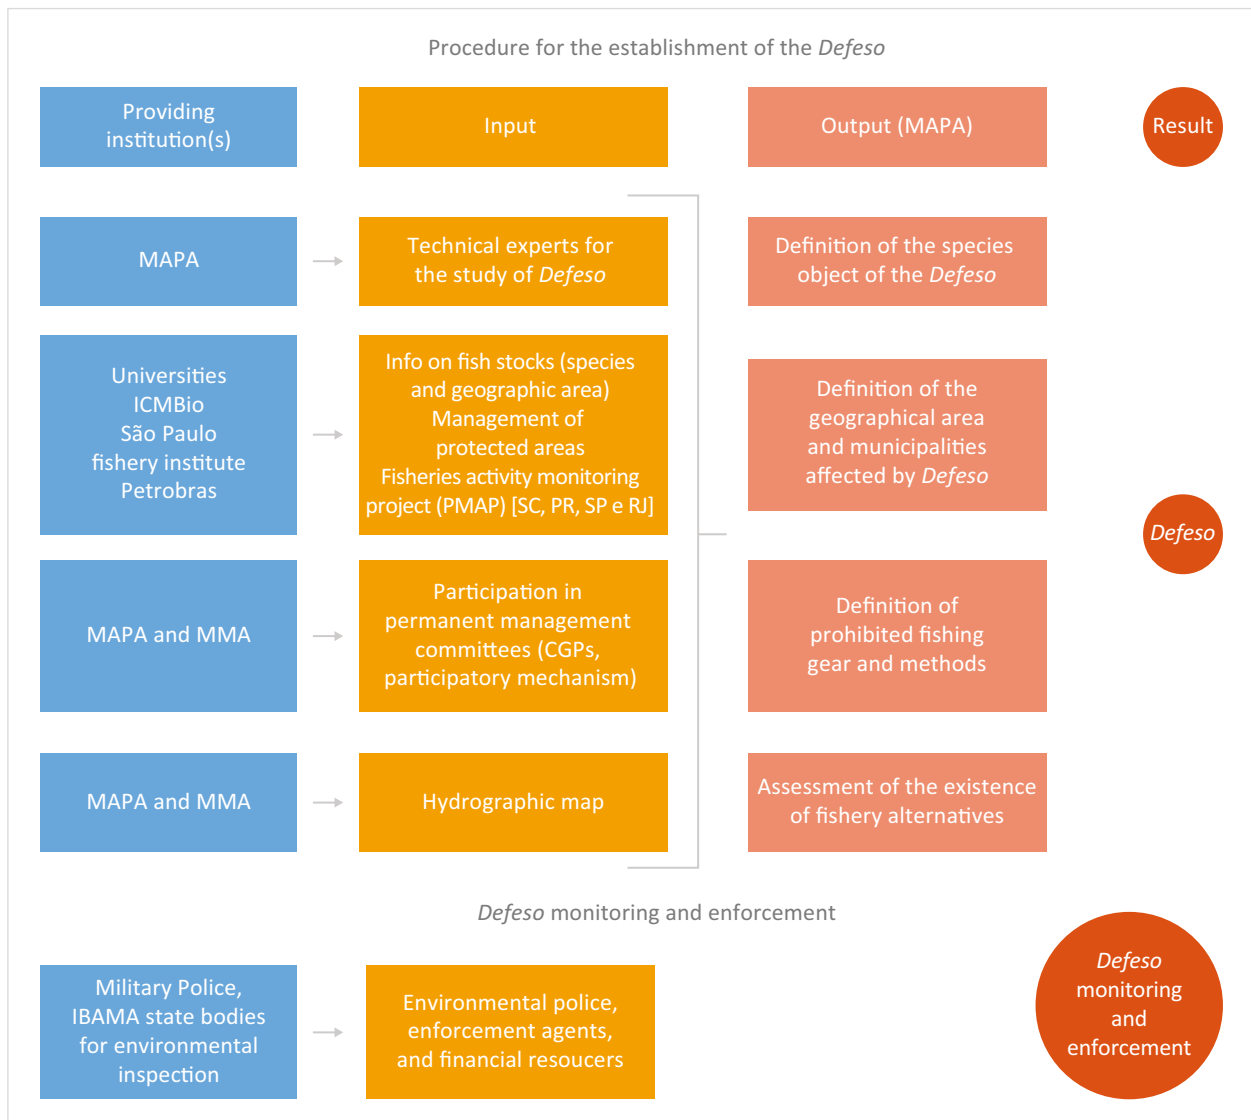 Procedure for the establishment of the Defeso
Providing
institution(s)
Input
Output (MAPA)
Result
MAPA
Technical experts for
the study of Defeso
Definition of the species
object of the Defeso
Universities
ICMBio
São Paulo
fishery institute
Petrobras
Info on fish stocks (species
and geographic area)
Management of
protected areas
Fisheries activity monitoring
project (PMAP) [SC, PR, SP e RJ]
Definition of the
geographical area
and municipalities
affected by Defeso
Defeso
MAPA and MMA
Participation in
permanent management
committees (CGPs,
participatory mechanism)
Definition of
prohibited fishing
gear and methods
MAPA and MMA
Hydrographic map
Assessment of the existence
of fishery alternatives
Defeso monitoring and enforcement
Military Police,
IBAMA state bodies
for environmental
inspection
Environmental police,
enforcement agents,
and financial resoucers
Defeso
monitoring
and
enforcement